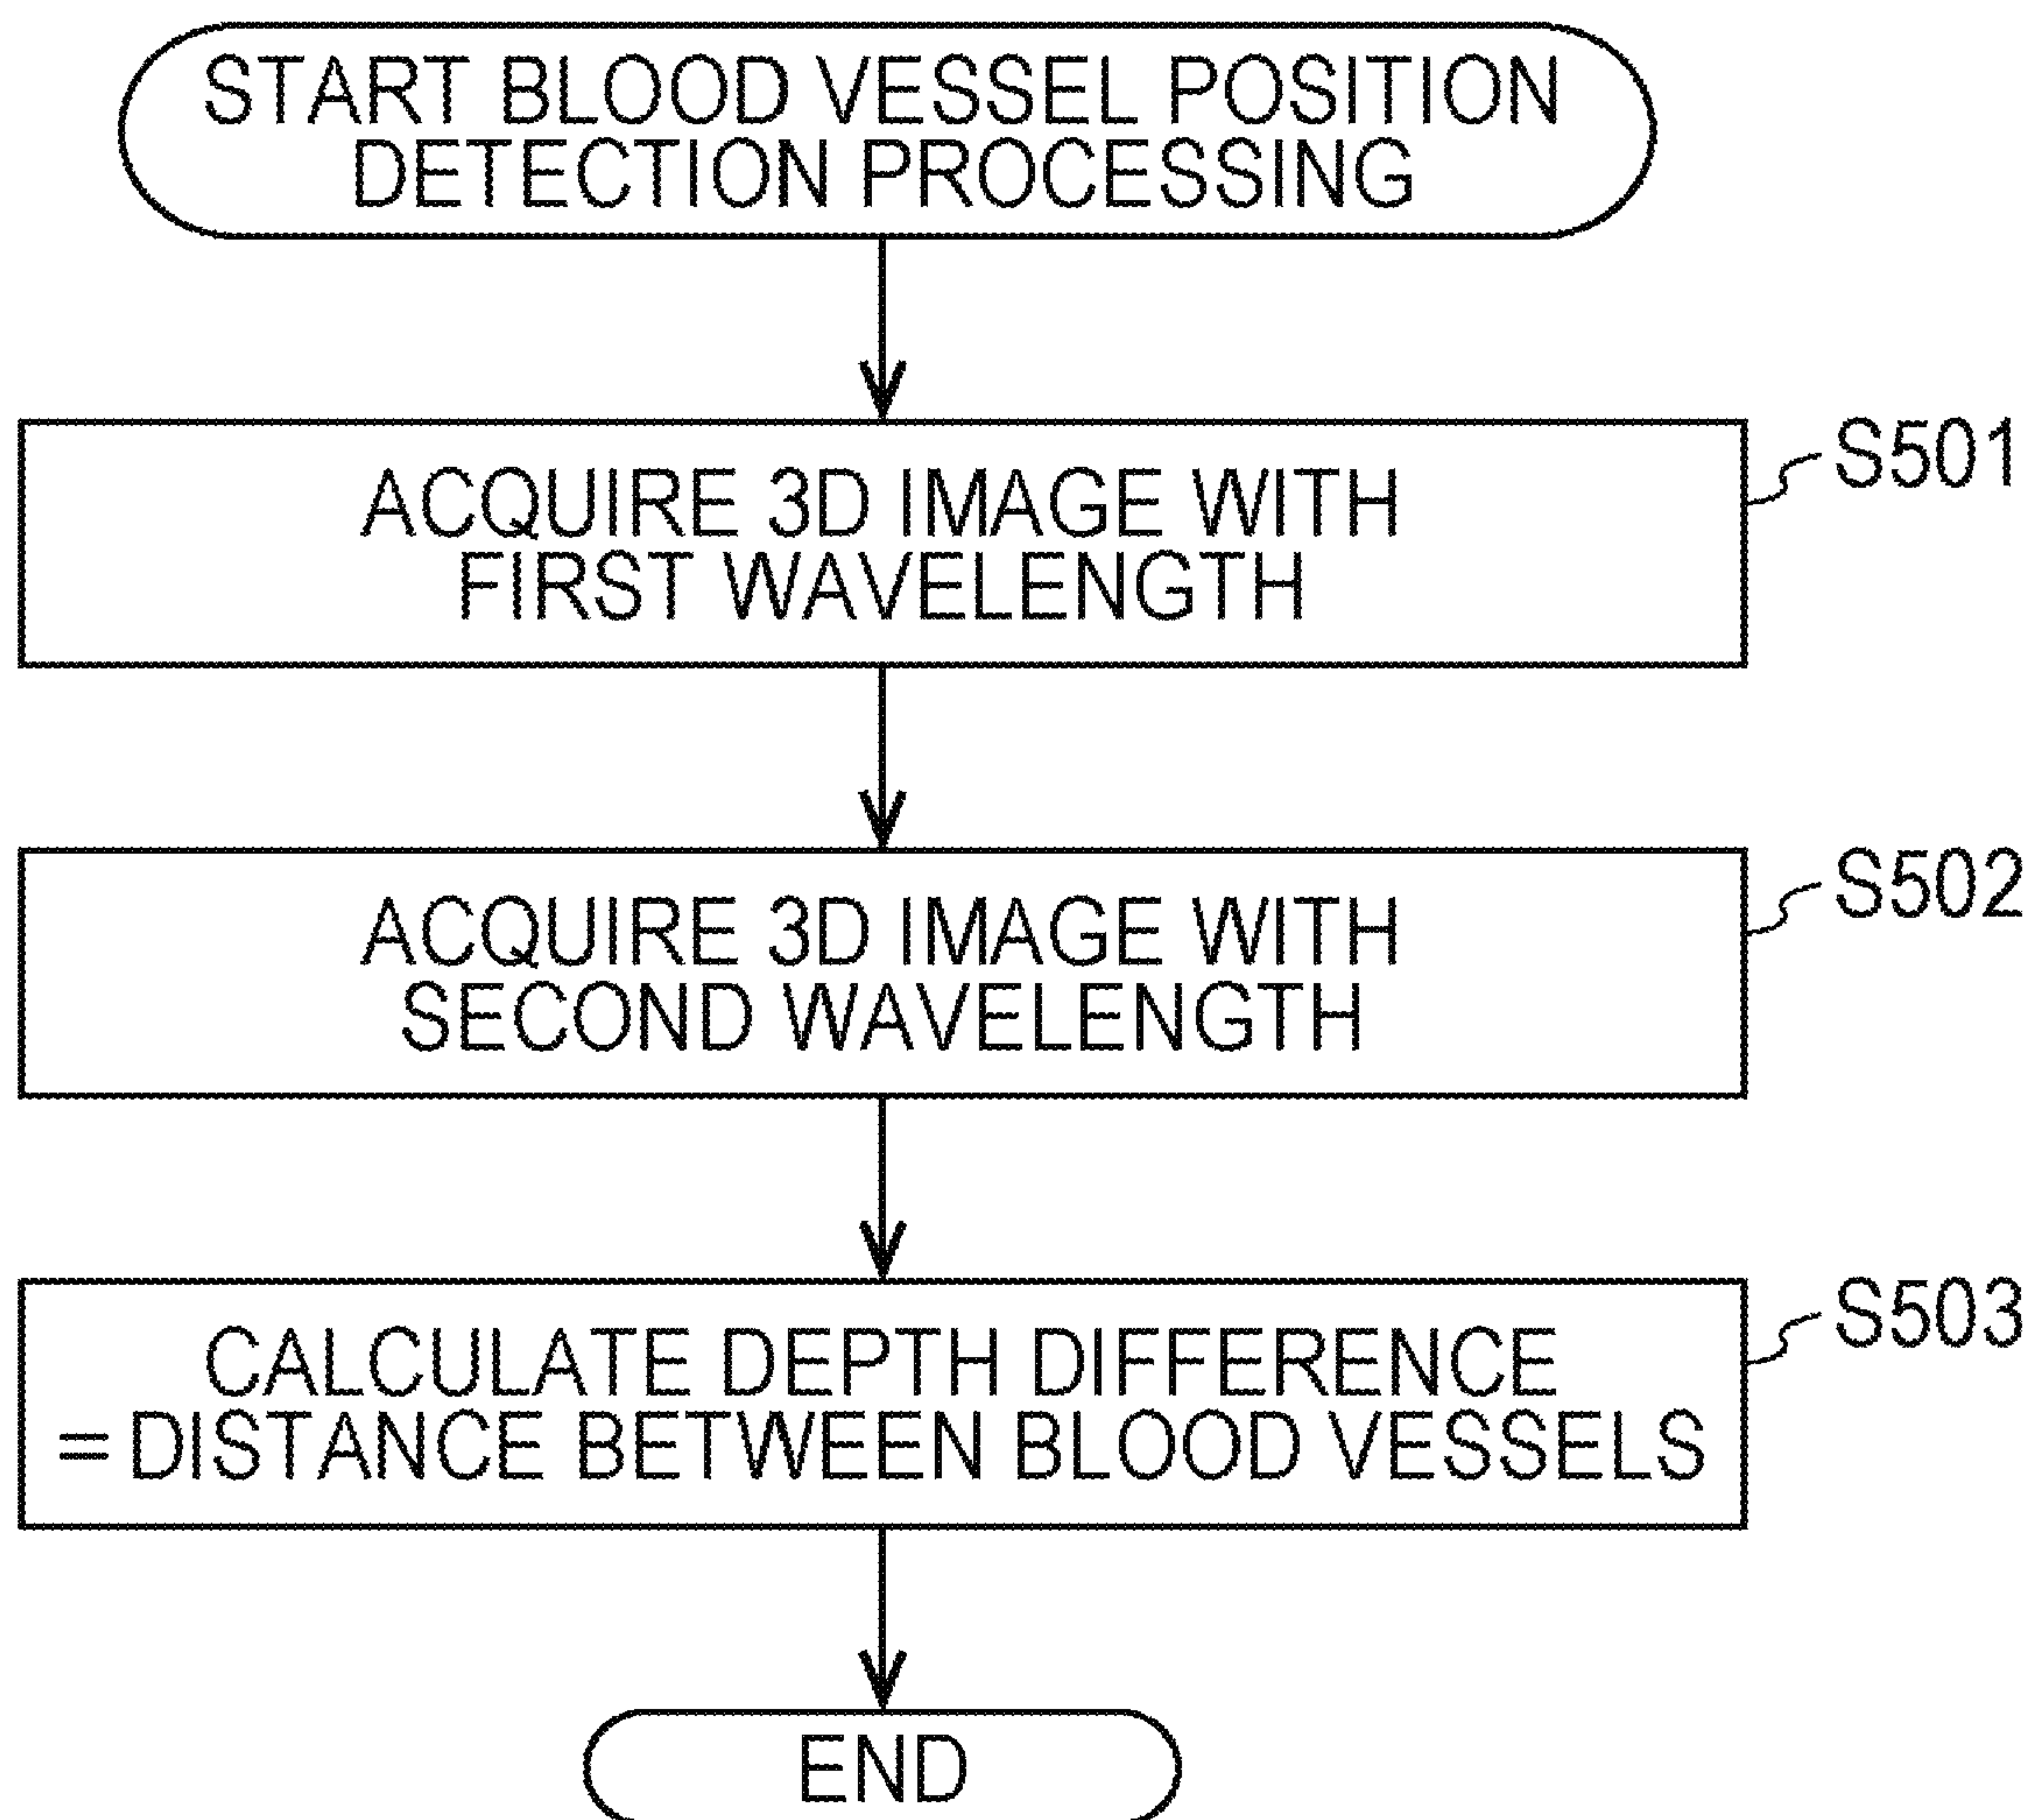 START BLOOD VESSEL POSITION
DETECTION PROCESSING
ACQUIRE 3D IMAGE WITH
FIRST WAVELENGTH
S501
ACQUIRE 3D IMAGE WITH
SECOND WAVELENGTH
S502
CALCULATE DEPTH DIFFERENCE
= DISTANCE BETWEEN BLOOD VESSELS
S503
END